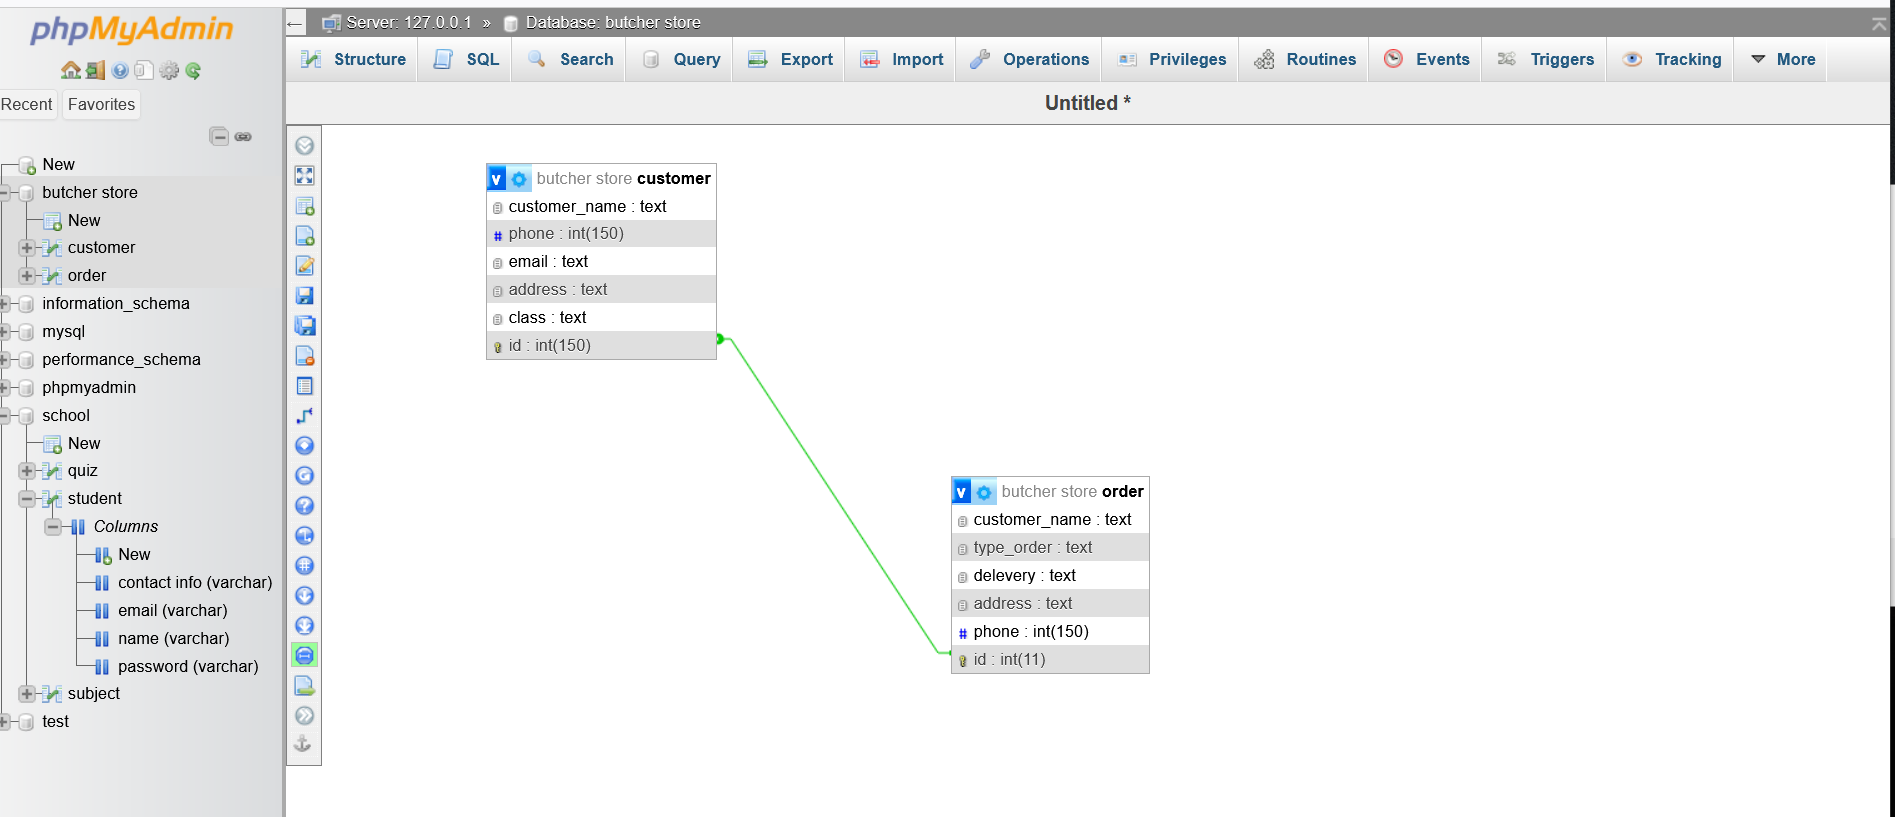 phpMyAdmin
Recent
Favorites
New
butcher store
New
customer
order
information_schema
mysql
performance_schema
phpmyadmin
school
New
quiz
student
Columns
New
contact info (varchar)
email (varchar)
name (varchar)
password (varchar)
subject
test
Server: 127.0.0.1 » Database: butcher store
Structure SQL Search Query Export Import Operations Privileges Routines Events Triggers Tracking More
Untitled *
v butcher store customer
customer_name : text
# phone : int(150)
email : text
address : text
class : text
id : int(150)
v butcher store order
customer_name : text
type_order : text
delevery : text
address : text
# phone : int(150)
id : int(11)